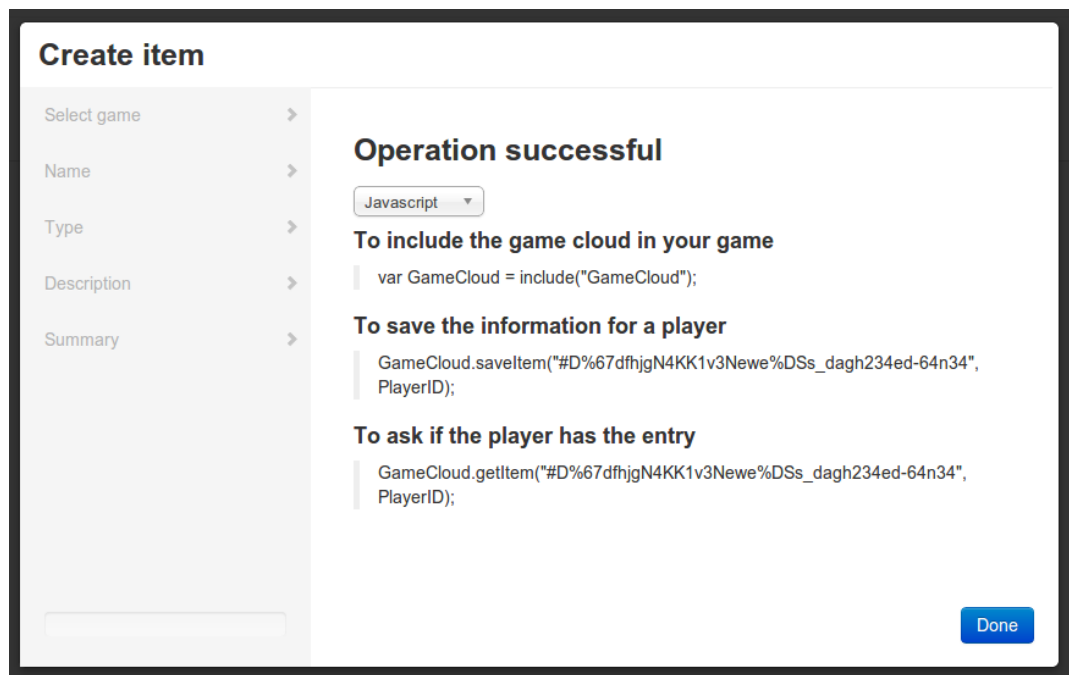 Create item
Select game
Name
Type
Description
Summary
Operation successful
Javascript
To include the game cloud in your game
var GameCloud = include("GameCloud");
To save the information for a player
GameCloud.saveItem("#D%67dfhjgN4KK1v3Newe%DSs_dagh234ed-64n34",
PlayerID);
To ask if the player has the entry
GameCloud.getItem("#D%67dfhjgN4KK1v3Newe%DSs_dagh234ed-64n34",
PlayerID);
Done